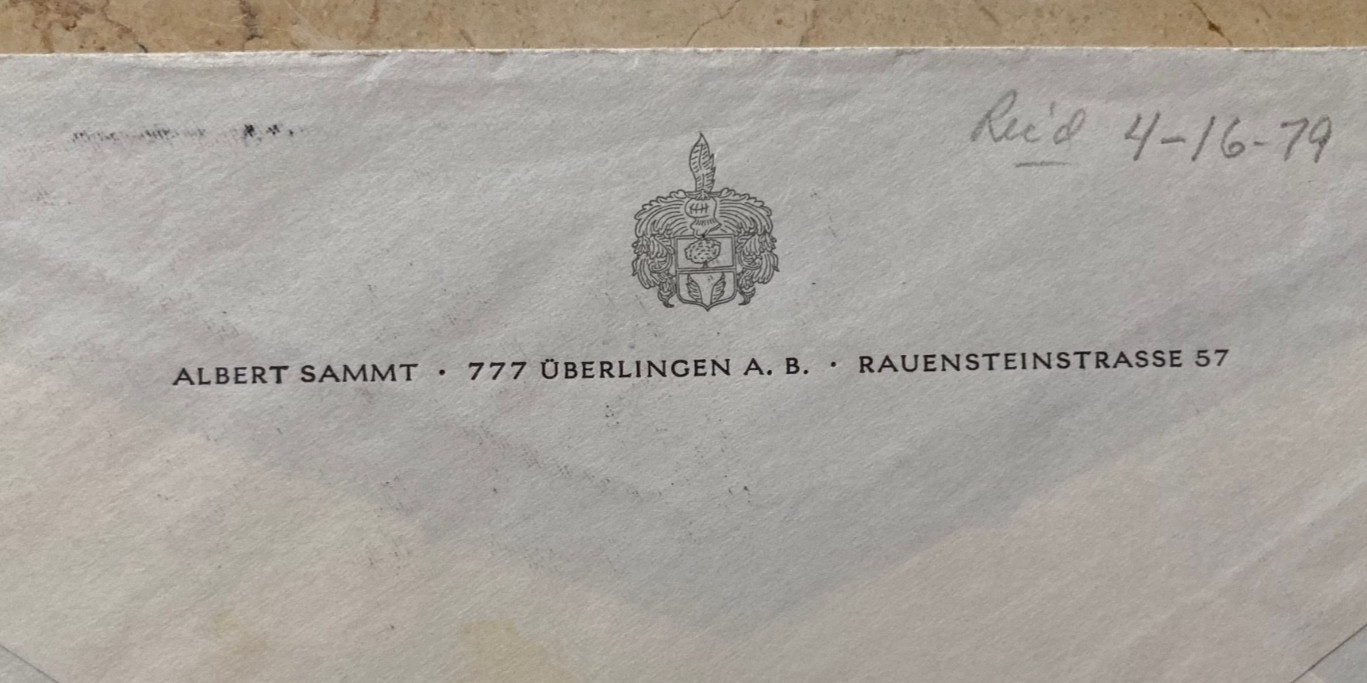 Rec'd 4-16-79
ALBERT SAMMT · 777 ÜBERLINGEN A. B. · RAUENSTEINSTRASSE 57